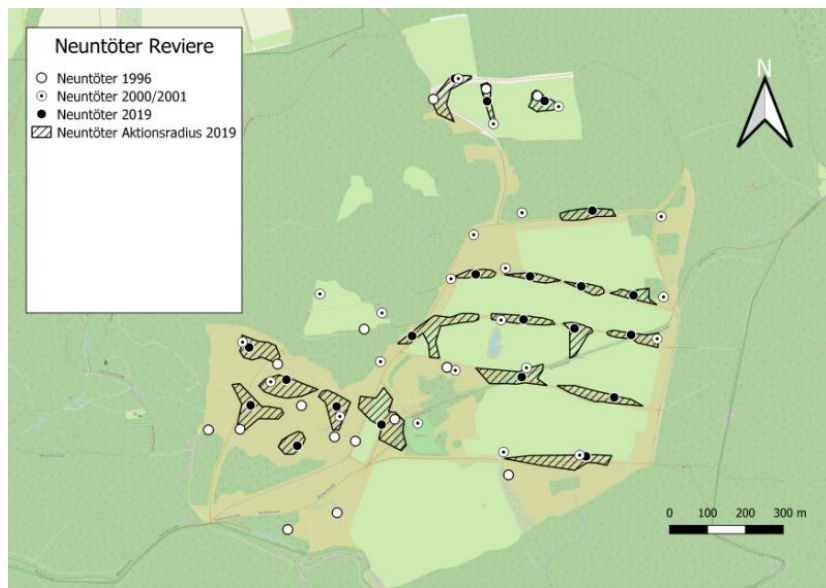 Neuntöter Reviere
Neuntöter 1996
Neuntöter 2000/2001
Neuntöter 2019
Neuntöter Aktionsradius 2019
N
0 100 200 300 m